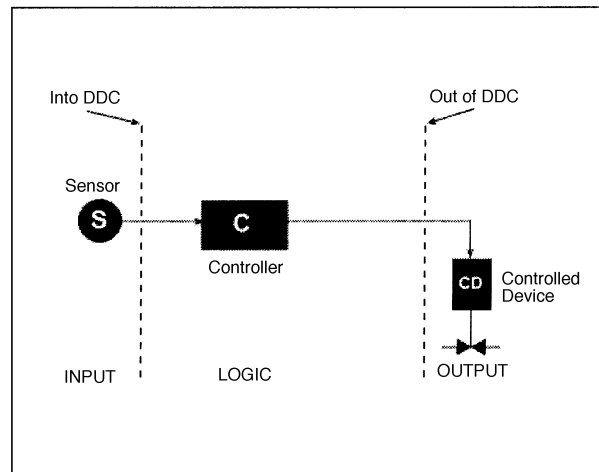 Into DDC
Out of DDC
Sensor
S
C
Controller
CD
Controlled
Device
INPUT
LOGIC
OUTPUT